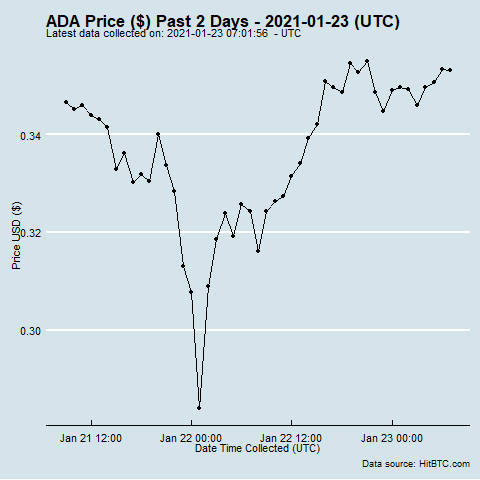 ADA Price ($) Past 2 Days - 2021-01-23 (UTC)
Latest data collected on: 2021-01-23 07:01:56  - UTC
0.34
0.32
0.30
Price USD ($)
Jan 21 12:00 Jan 22 00:00 Jan 22 12:00 Jan 23 00:00
Date Time Collected (UTC)
Data source: HitBTC.com